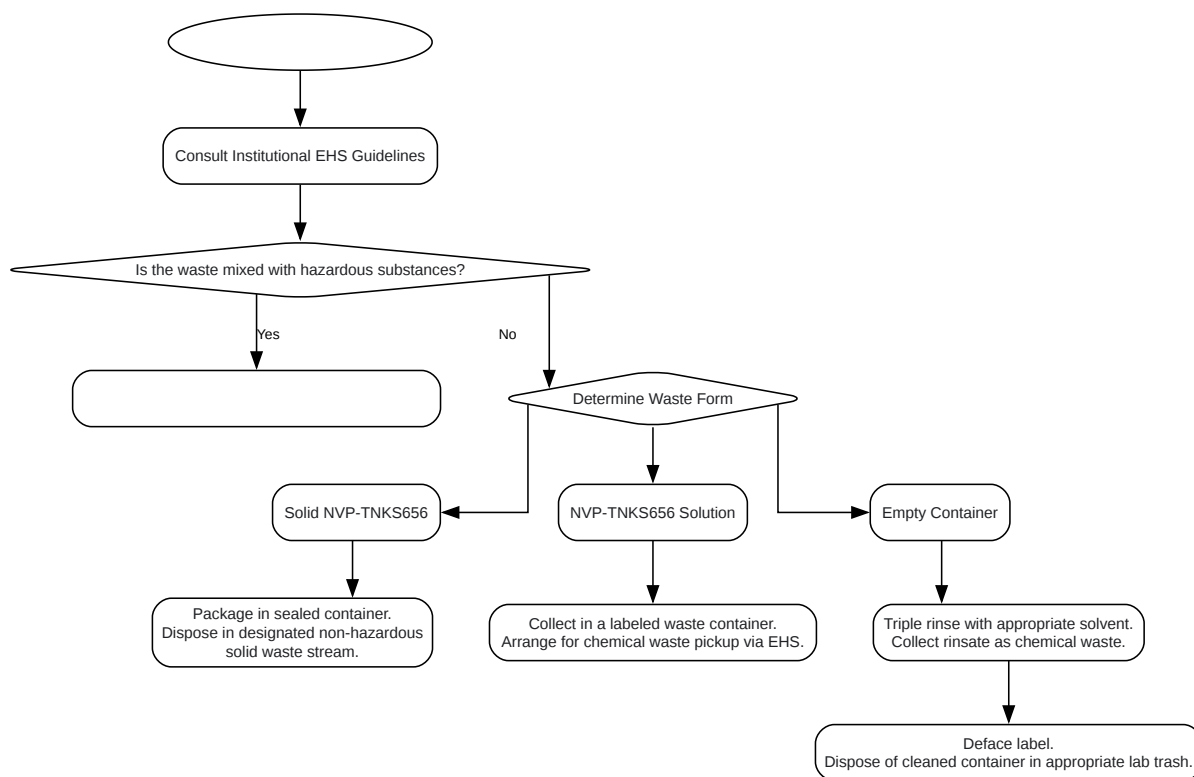 Consult Institutional EHS Guidelines
Is the waste mixed with hazardous substances?
Yes
No
Determine Waste Form
Solid NVP-TNKS656
NVP-TNKS656 Solution
Empty Container
Package in sealed container.
Dispose in designated non-hazardous
solid waste stream.
Collect in a labeled waste container.
Arrange for chemical waste pickup via EHS.
Triple rinse with appropriate solvent.
Collect rinsate as chemical waste.
Deface label.
Dispose of cleaned container in appropriate lab trash.